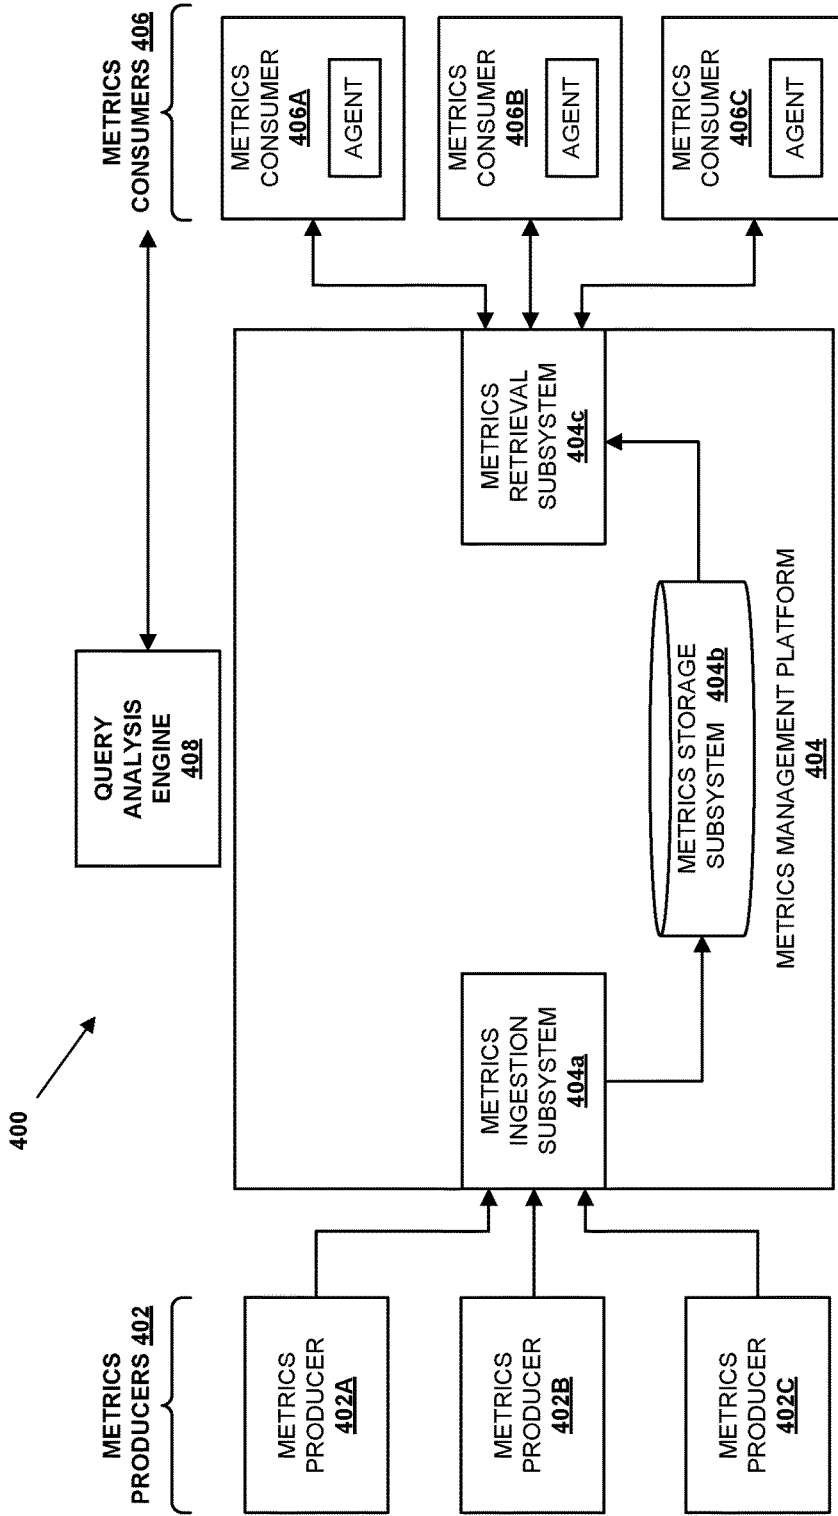 400
METRICS
PRODUCERS 402
METRICS
PRODUCER
402A
METRICS
PRODUCER
402B
METRICS
PRODUCER
402C
QUERY
ANALYSIS
ENGINE
408
METRICS
INGESTION
SUBSYSTEM
404a
METRICS STORAGE
SUBSYSTEM 404b
METRICS
RETRIEVAL
SUBSYSTEM
404c
METRICS MANAGEMENT PLATFORM
404
METRICS
CONSUMERS 406
METRICS
CONSUMER
406A
AGENT
METRICS
CONSUMER
406B
AGENT
METRICS
CONSUMER
406C
AGENT